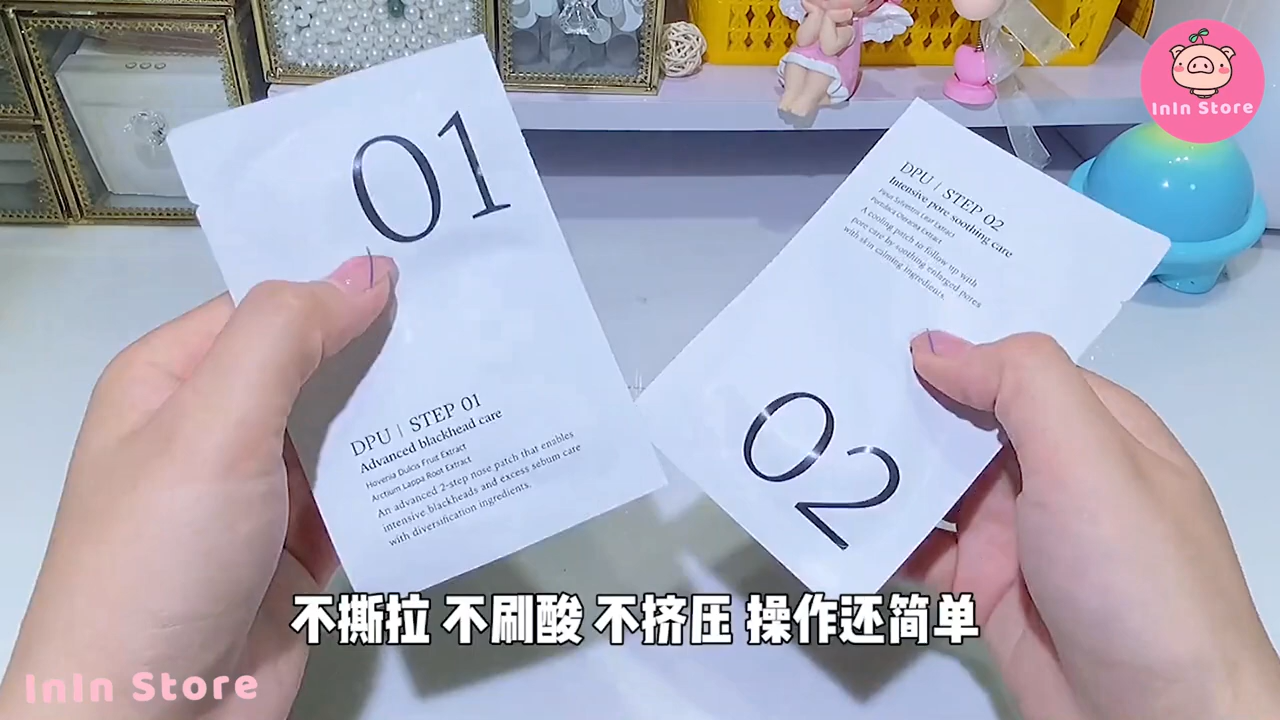 01
DPU | STEP 01
Advanced blackhead care
Hovenia Dulcis Fruit Extract
Arctium Lappa Root Extract
An advanced 2-step nose patch that enables
intensive blackheads and excess sebum care
with diversification ingredients.
DPU | STEP 02
Intensive pore soothing care
Pinus Sylvestris Leaf Extract
Portulaca Oleracea Extract
A cooling patch to follow up with
pore care by soothing enlarged pores
with skin calming ingredients.
02
InIn Store
不撕拉 不刷酸 不挤压 操作还简单
InIn Store